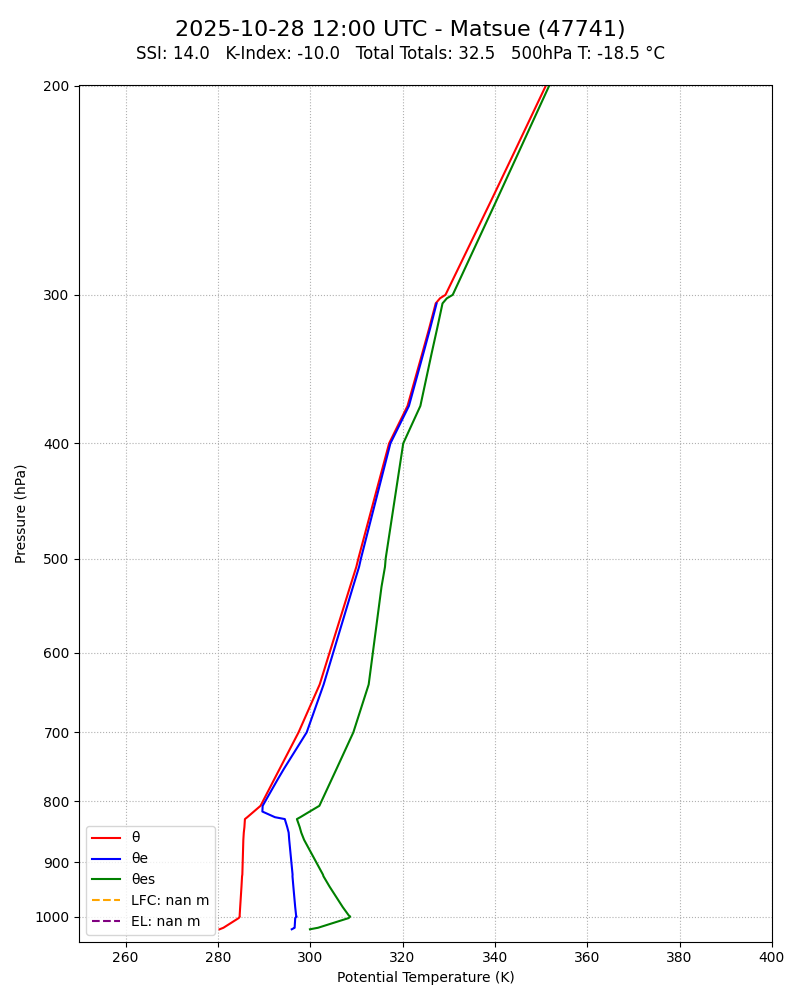 2025-10-28 12:00 UTC - Matsue (47741)
SSI: 14.0   K-Index: -10.0   Total Totals: 32.5   500hPa T: -18.5 °C
200
300
400
500
600
700
800
900
1000
Pressure (hPa)
θ
θe
θes
LFC: nan m
EL: nan m
260 280 300 320 340 360 380 400
Potential Temperature (K)